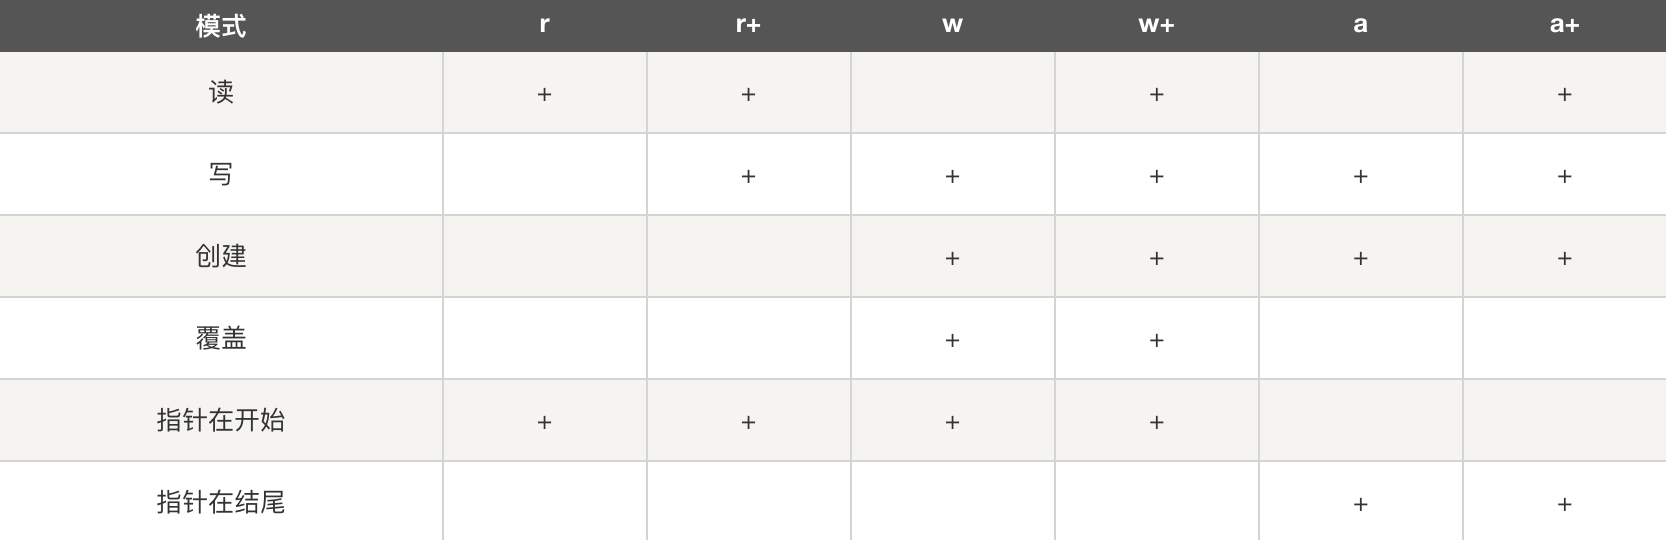 模式 r r+ w w+ a a+
读 + + + +
写 + + + + +
创建 + + + +
覆盖 + +
指针在开始 + + + +
指针在结尾 + +